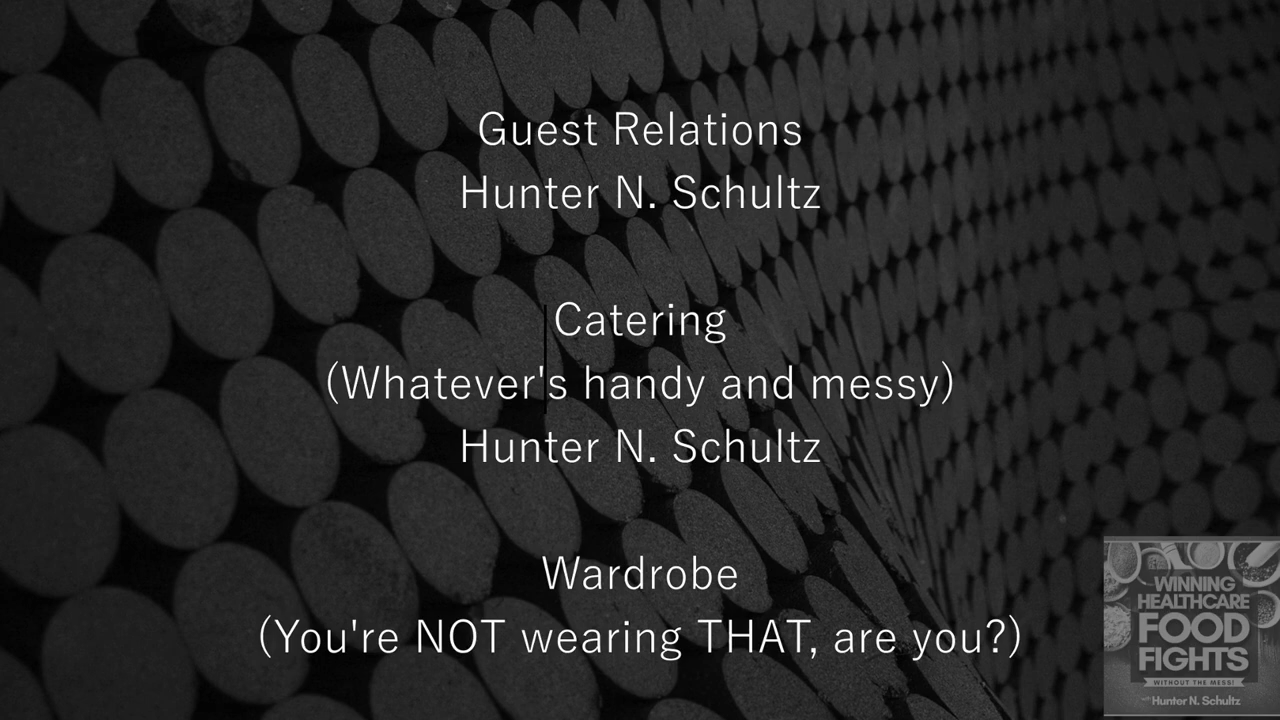 Guest Relations
Hunter N. Schultz
Catering
(Whatever's handy and messy)
Hunter N. Schultz
Wardrobe
(You're NOT wearing THAT, are you?)
WINNING
HEALTHCARE
FOOD
FIGHTS
WITHOUT THE MESS!
with Hunter N. Schultz